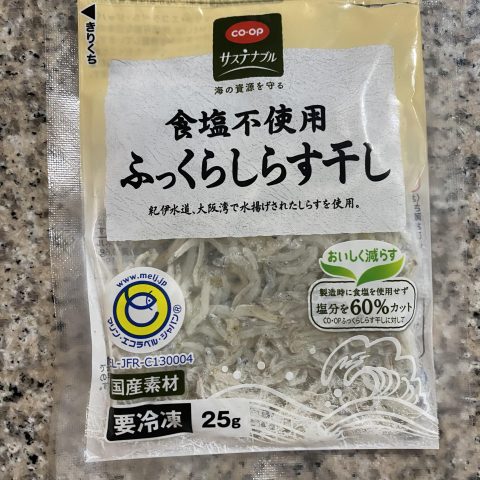 きりくち
CO・OP
サステナブル
海の資源を守る
食塩不使用
ふっくらしらす干し
紀伊水道、大阪湾で水揚げされたしらすを使用。
おいしく減らす
製造時に食塩を使用せず
塩分を60%カット
CO・OPふっくらしらす干しに対して
www.melj.jp
マリン・エコラベル・ジャパン®
L-JFR-C130004
国産素材
要冷凍 25g